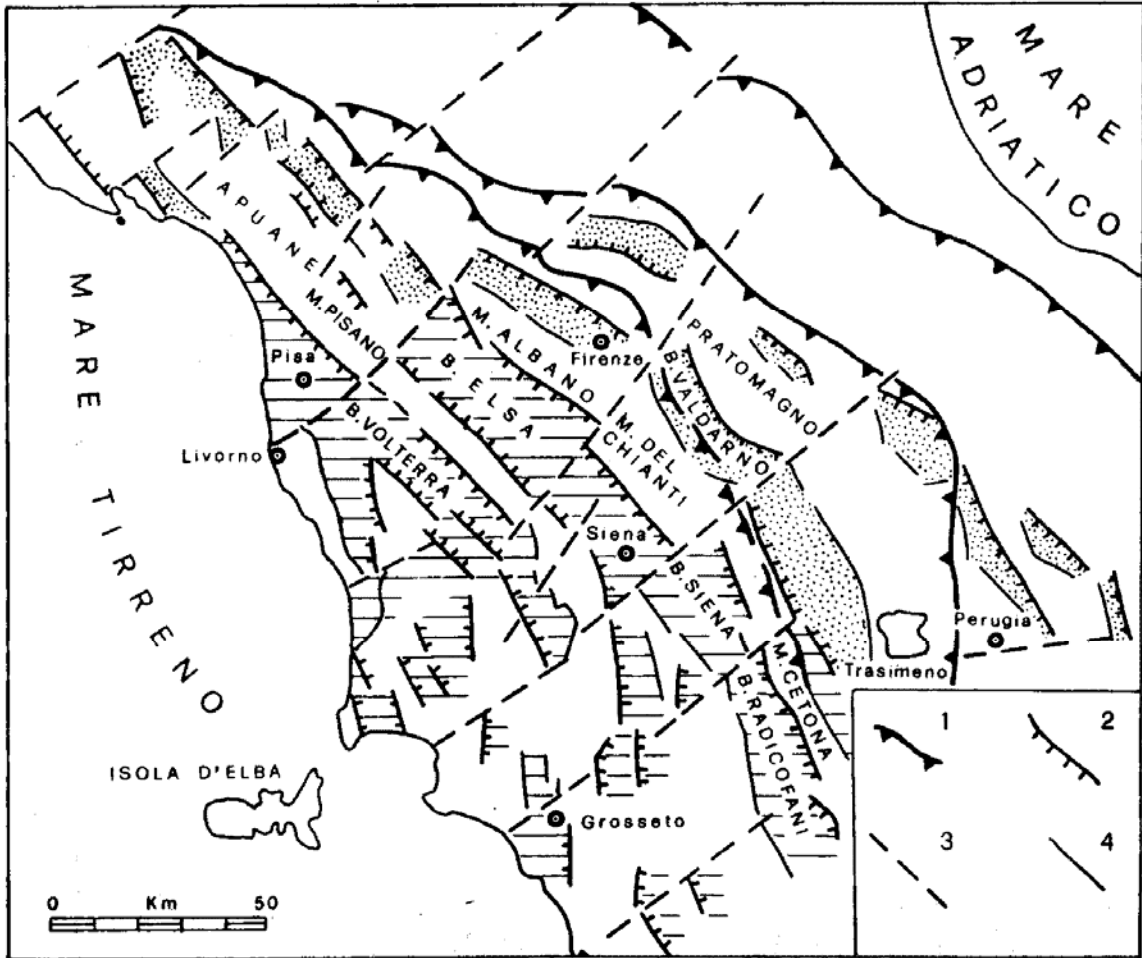 MARE
ADRIATICO
APUANE
M. PISANO
M. ALBANO
Firenze
PRATOMAGNO
B. VALDARNO
Pisa
B. ELSA
B. VOLTERRA
M. DEL
CHIANTI
Livorno
MARE TIRRENO
Siena
B. SIENA
Perugia
Trasimeno
M. CETONA
B. RADICOFANI
ISOLA D'ELBA
Grosseto
0 Km 50
1 2
3 4